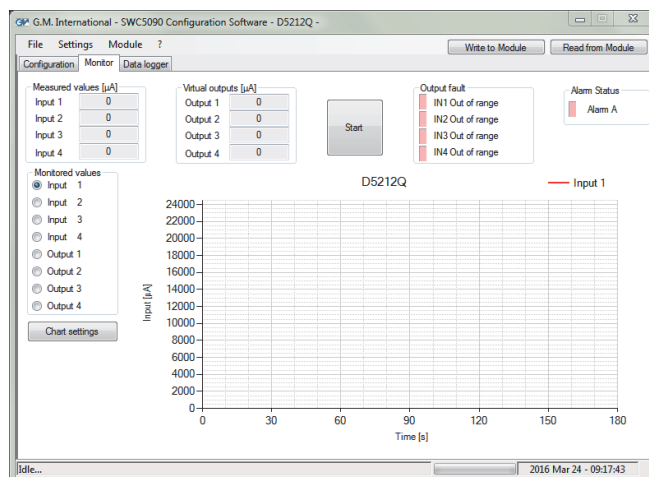 G.M. International - SWC5090 Configuration Software - D5212Q -
File Settings Module ?
Write to Module Read from Module
Configuration Monitor Data logger
Measured values [µA]
Input 1 0
Input 2 0
Input 3 0
Input 4 0
Virtual outputs [µA]
Output 1 0
Output 2 0
Output 3 0
Output 4 0
Start
Output fault
IN1 Out of range
IN2 Out of range
IN3 Out of range
IN4 Out of range
Alarm Status
Alarm A
Monitored values
Input 1
Input 2
Input 3
Input 4
Output 1
Output 2
Output 3
Output 4
Chart settings
D5212Q
Input 1
Input [µA]
24000
22000
20000
18000
16000
14000
12000
10000
8000
6000
4000
2000
0
0 30 60 90 120 150 180
Time [s]
Idle...
2016 Mar 24 - 09:17:43